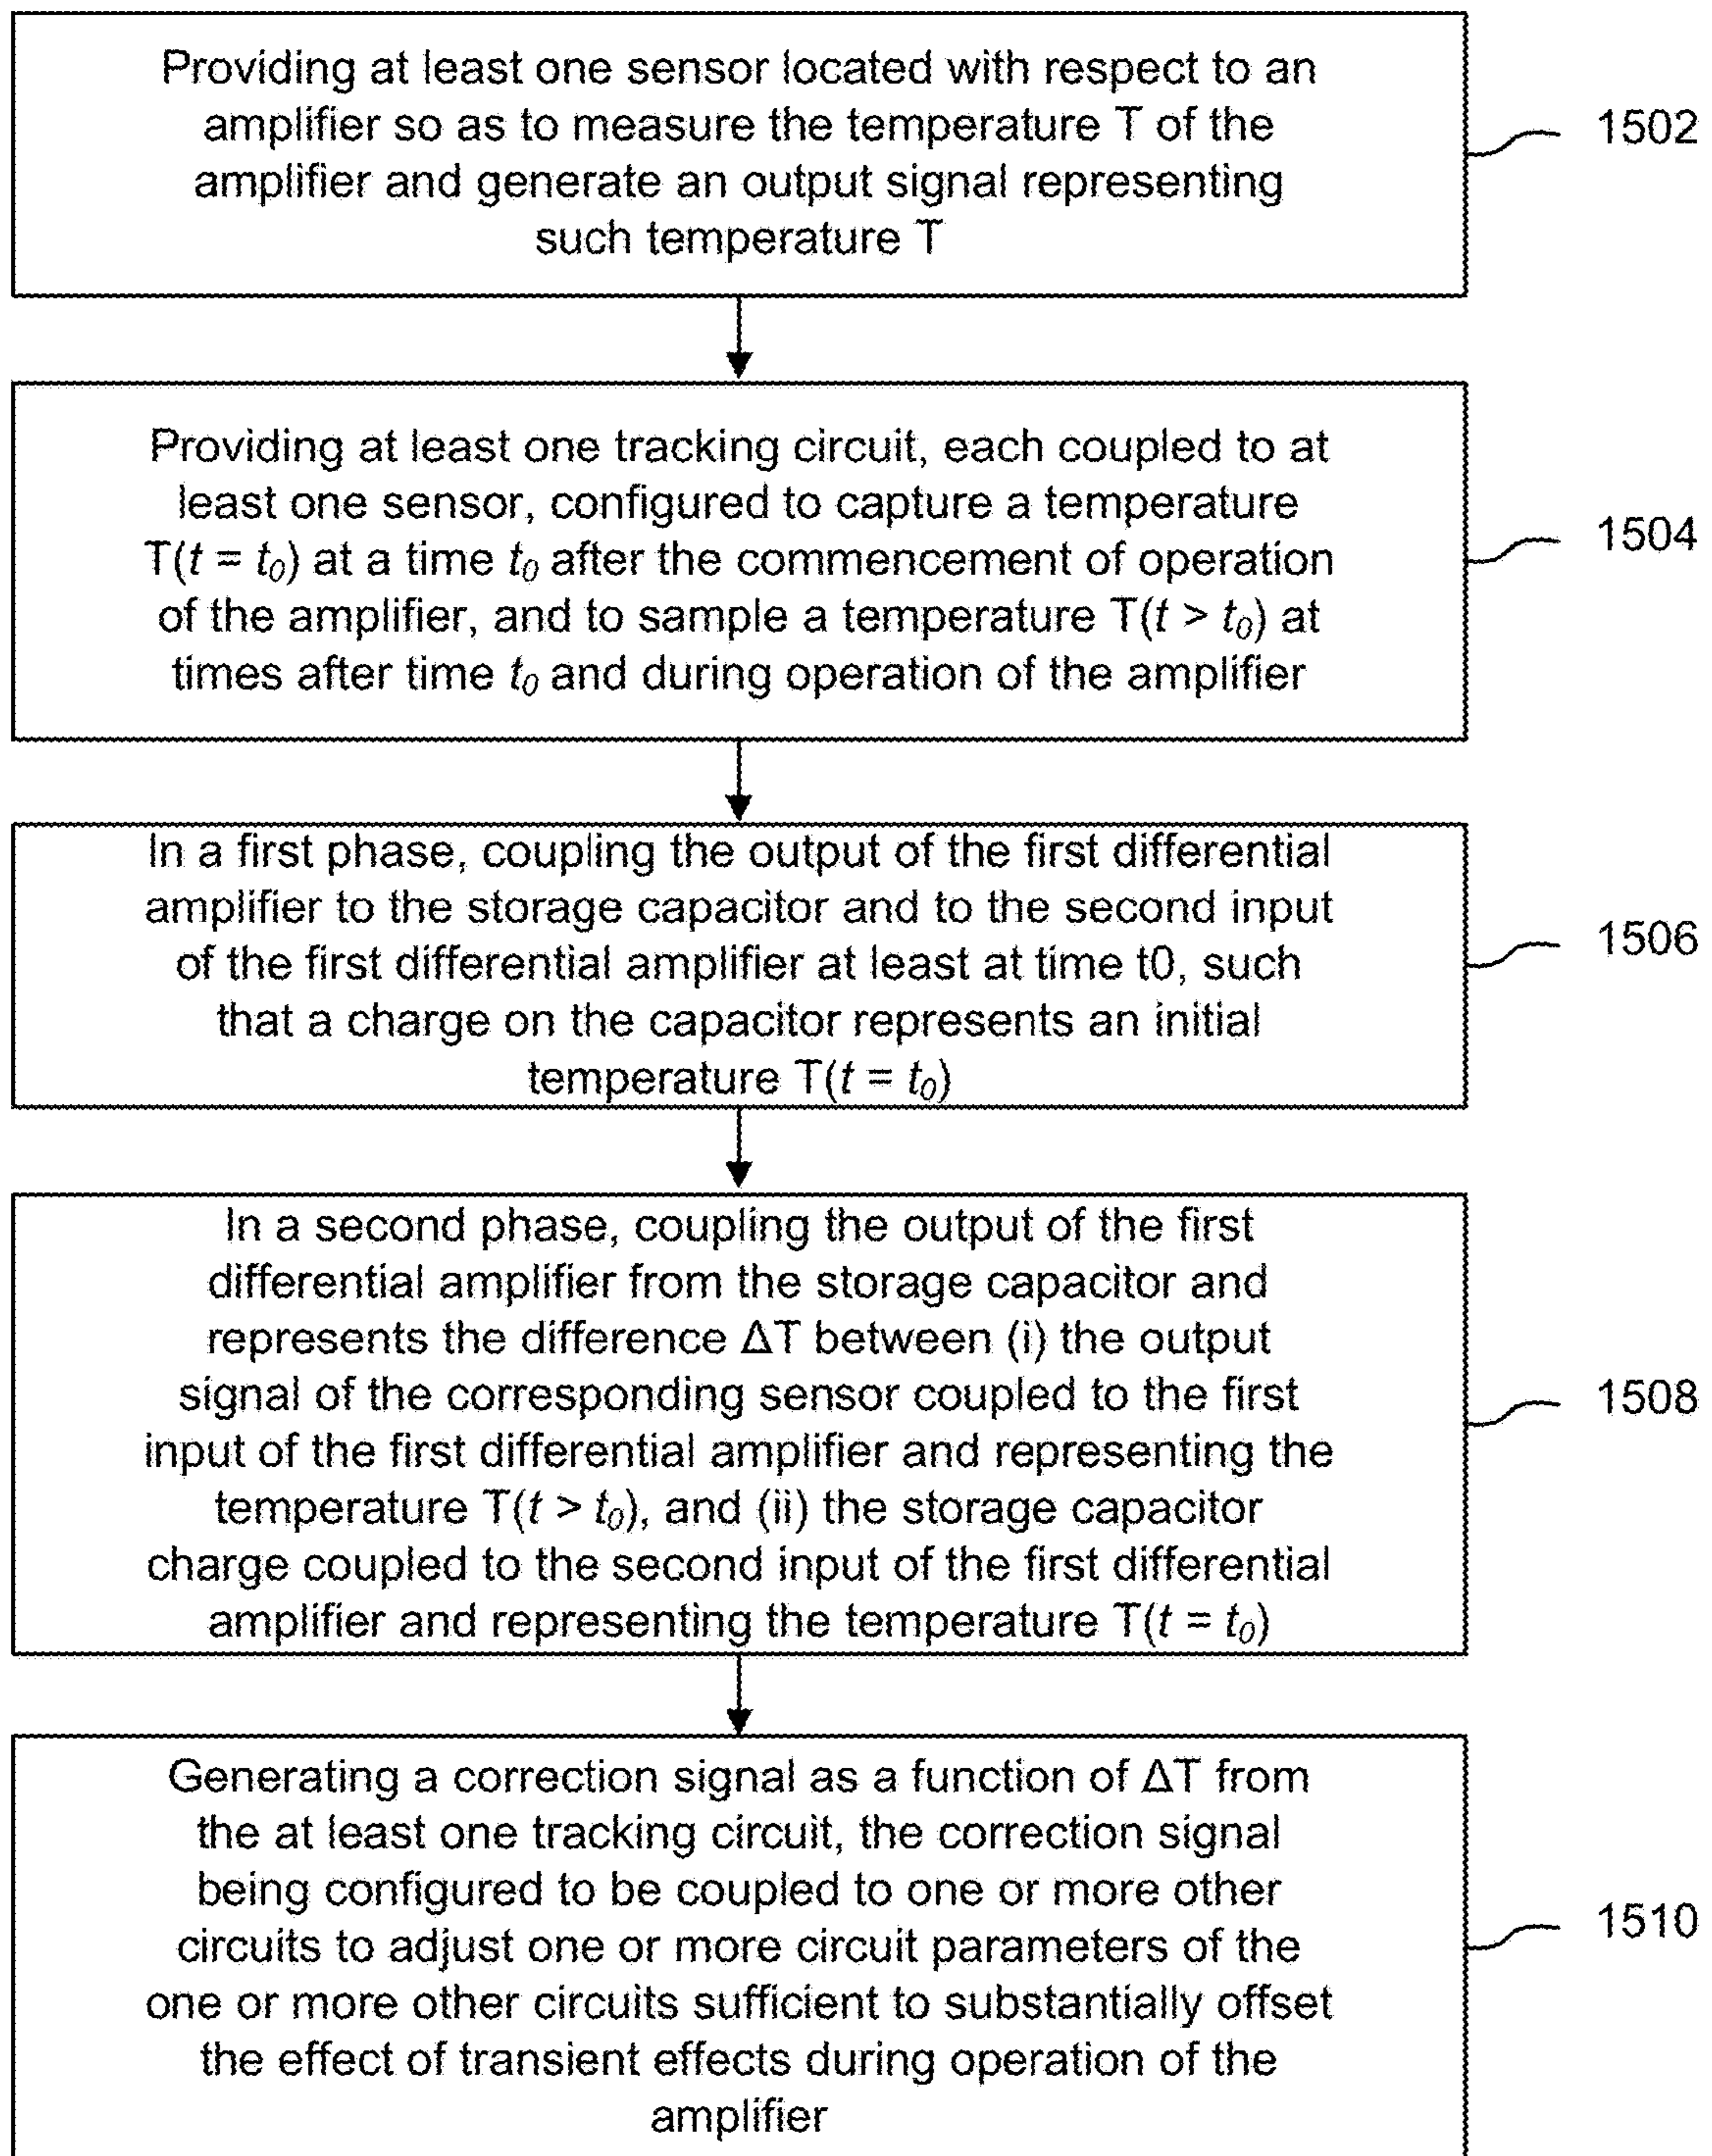 Providing at least one sensor located with respect to an
amplifier so as to measure the temperature T of the
amplifier and generate an output signal representing
such temperature T
1502
Providing at least one tracking circuit, each coupled to at
least one sensor, configured to capture a temperature
T(t = t0) at a time t0 after the commencement of operation
of the amplifier, and to sample a temperature T(t > t0) at
times after time t0 and during operation of the amplifier
1504
In a first phase, coupling the output of the first differential
amplifier to the storage capacitor and to the second input
of the first differential amplifier at least at time t0, such
that a charge on the capacitor represents an initial
temperature T(t = t0)
1506
In a second phase, coupling the output of the first
differential amplifier from the storage capacitor and
represents the difference ΔT between (i) the output
signal of the corresponding sensor coupled to the first
input of the first differential amplifier and representing the
temperature T(t > t0), and (ii) the storage capacitor
charge coupled to the second input of the first differential
amplifier and representing the temperature T(t = t0)
1508
Generating a correction signal as a function of ΔT from
the at least one tracking circuit, the correction signal
being configured to be coupled to one or more other
circuits to adjust one or more circuit parameters of the
one or more other circuits sufficient to substantially offset
the effect of transient effects during operation of the
amplifier
1510